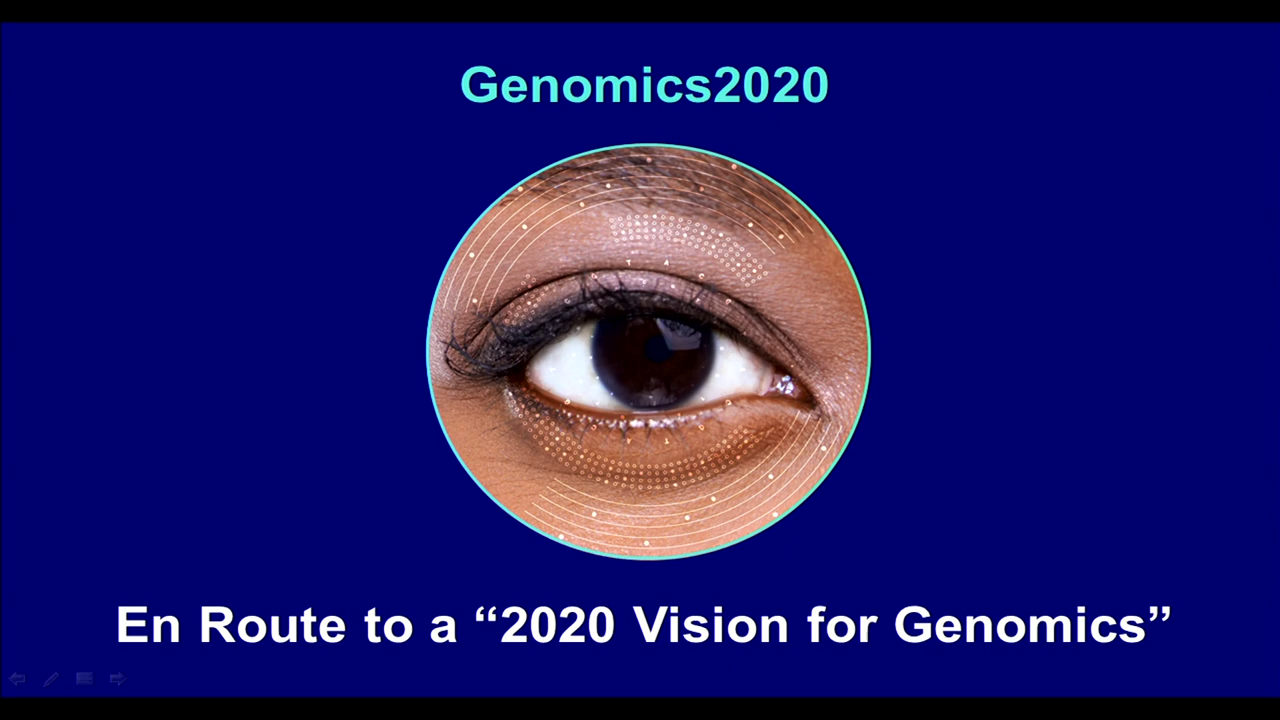 Genomics2020
T A C
En Route to a “2020 Vision for Genomics”